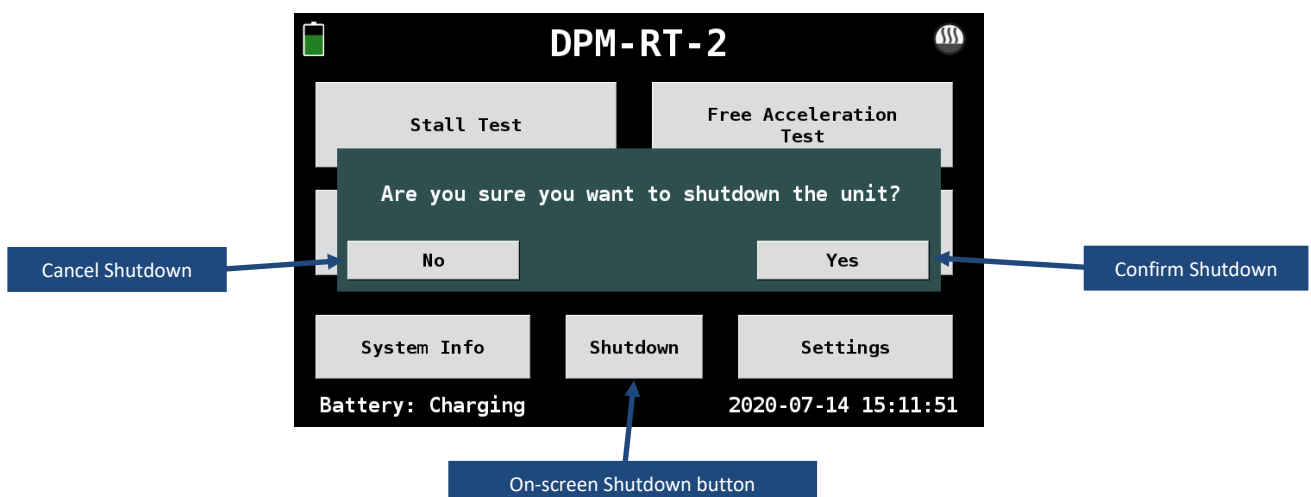 DPM-RT-2
Stall Test
Free Acceleration
Test
Are you sure you want to shutdown the unit?
No
Yes
Cancel Shutdown
Confirm Shutdown
System Info
Shutdown
Settings
Battery: Charging
2020-07-14 15:11:51
On-screen Shutdown button